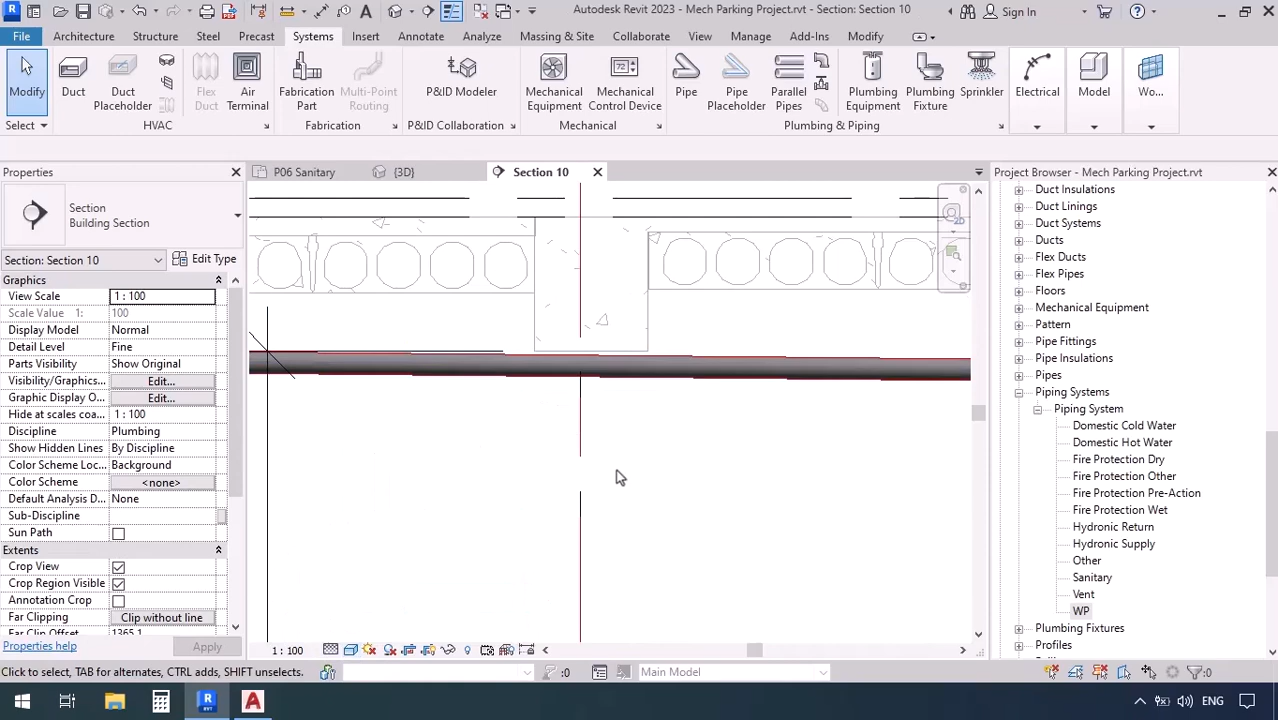 Autodesk Revit 2023 - Mech Parking Project.rvt - Section: Section 10
Sign In
File Architecture Structure Steel Precast Systems Insert Annotate Analyze Massing & Site Collaborate View Manage Add-Ins Modify
Modify
Duct
Duct Placeholder
Flex Duct
Air Terminal
Fabrication Part
Multi-Point Routing
P&ID Modeler
Mechanical Equipment
72
Mechanical Control Device
Pipe
Pipe Placeholder
Parallel Pipes
Plumbing Equipment
Plumbing Fixture
Sprinkler
Electrical
Model
Wo...
Select HVAC Fabrication P&ID Collaboration Mechanical Plumbing & Piping
Properties
P06 Sanitary
{3D}
Section 10
Project Browser - Mech Parking Project.rvt
Section
Building Section
Section: Section 10
Edit Type
Graphics
View Scale 1 : 100
Scale Value 1: 100
Display Model Normal
Detail Level Fine
Parts Visibility Show Original
Visibility/Graphics... Edit...
Graphic Display O... Edit...
Hide at scales coa... 1 : 100
Discipline Plumbing
Show Hidden Lines By Discipline
Color Scheme Loc... Background
Color Scheme <none>
Default Analysis D... None
Sub-Discipline
Sun Path
Extents
Crop View
Crop Region Visible
Annotation Crop
Far Clipping Clip without line
Far Clip Offset 1365.1
Properties help
Apply
2D
Duct Insulations
Duct Linings
Duct Systems
Ducts
Flex Ducts
Flex Pipes
Floors
Mechanical Equipment
Pattern
Pipe Fittings
Pipe Insulations
Pipes
Piping Systems
Piping System
Domestic Cold Water
Domestic Hot Water
Fire Protection Dry
Fire Protection Other
Fire Protection Pre-Action
Fire Protection Wet
Hydronic Return
Hydronic Supply
Other
Sanitary
Vent
WP
Plumbing Fixtures
Profiles
1 : 100
Click to select, TAB for alternates, CTRL adds, SHIFT unselects.
:0
Main Model
:0
ENG